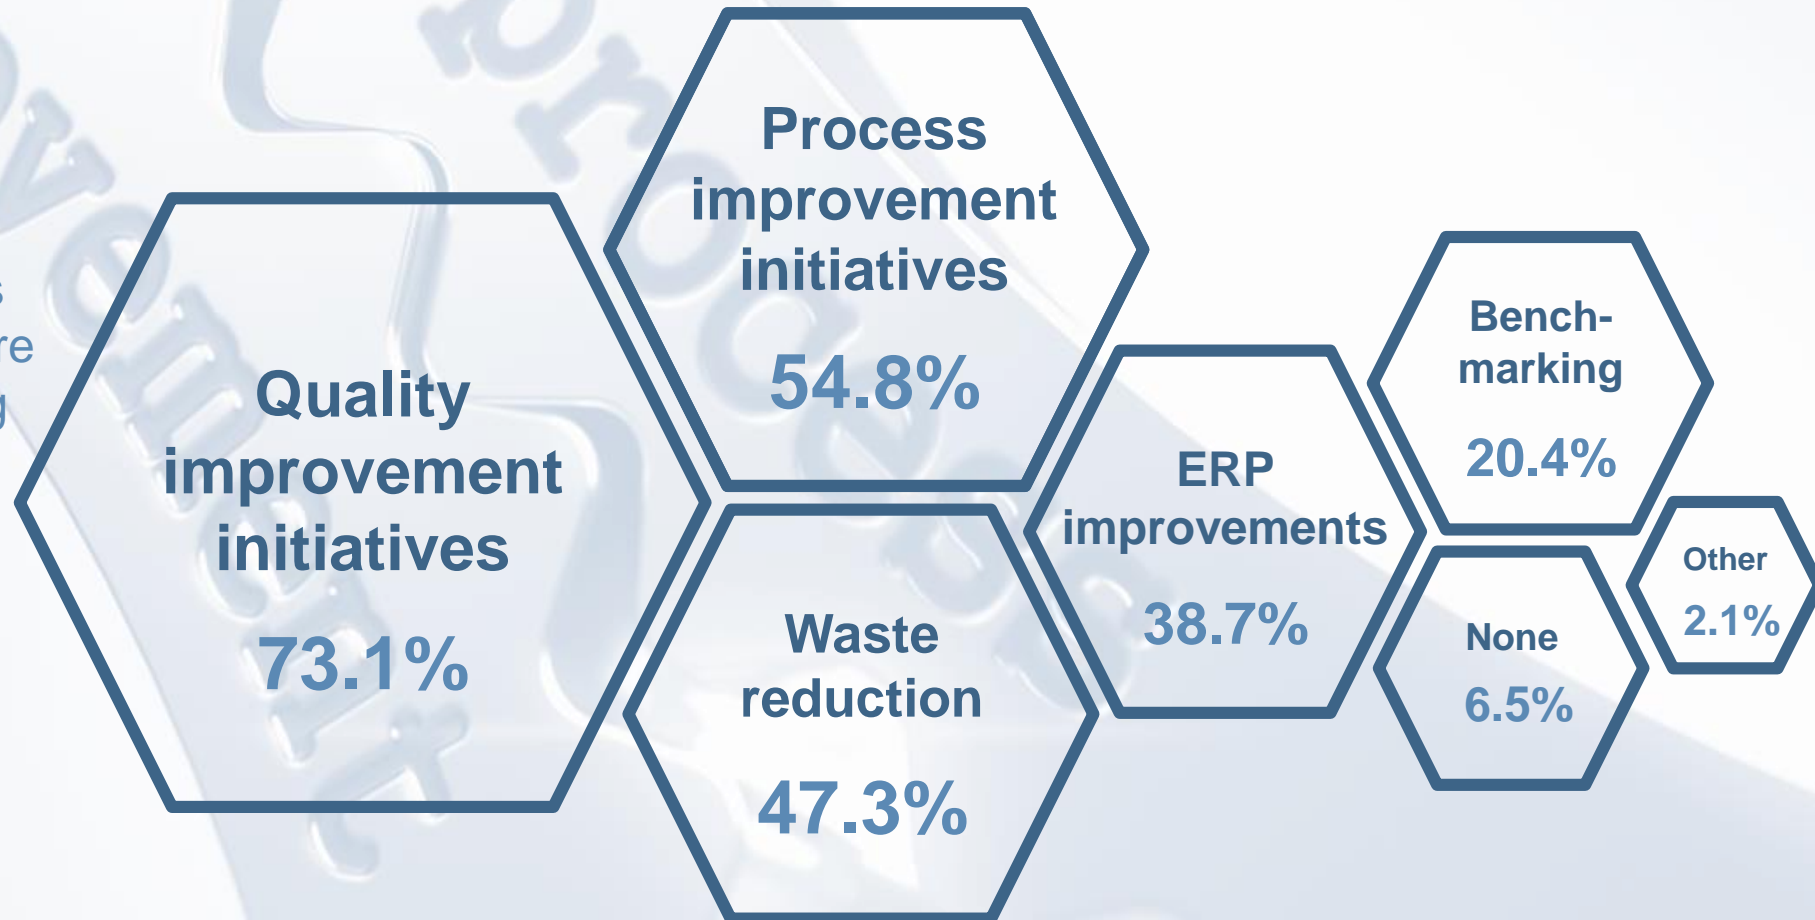 Quality
improvement
initiatives
73.1%
Process
improvement
initiatives
54.8%
Waste
reduction
47.3%
ERP
improvements
38.7%
Bench-
marking
20.4%
None
6.5%
Other
2.1%